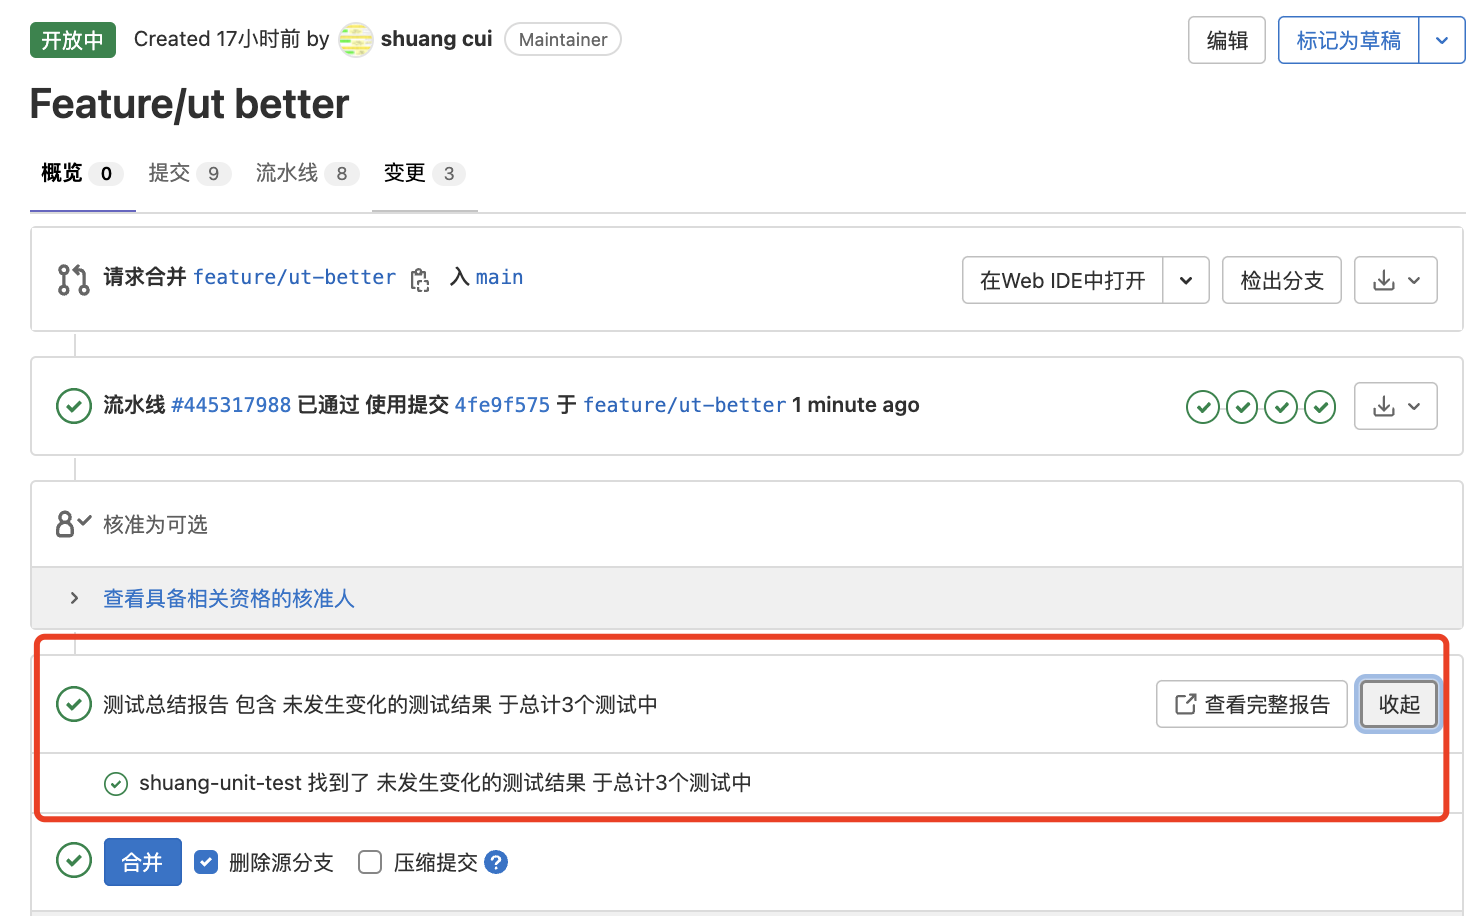 开放中 Created 17小时前 by shuang cui Maintainer 编辑 标记为草稿
Feature/ut better
概览 0 提交 9 流水线 8 变更 3
请求合并 feature/ut-better 入 main 在Web IDE中打开 检出分支
流水线 #445317988 已通过 使用提交 4fe9f575 于 feature/ut-better 1 minute ago
核准为可选
查看具备相关资格的核准人
测试总结报告 包含 未发生变化的测试结果 于总计3个测试中 查看完整报告 收起
shuang-unit-test 找到了 未发生变化的测试结果 于总计3个测试中
合并 删除源分支 压缩提交 ?